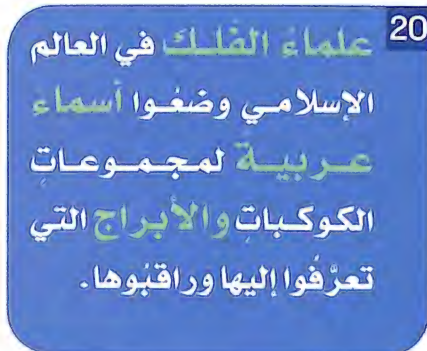 20
علماءُ الفلك في العالم
الإسلامي وضعُوا أسماء
عربية لمجموعاتِ
الكوكباتِ والأبراج التي
تعرَّفُوا إليها وراقبُوها.